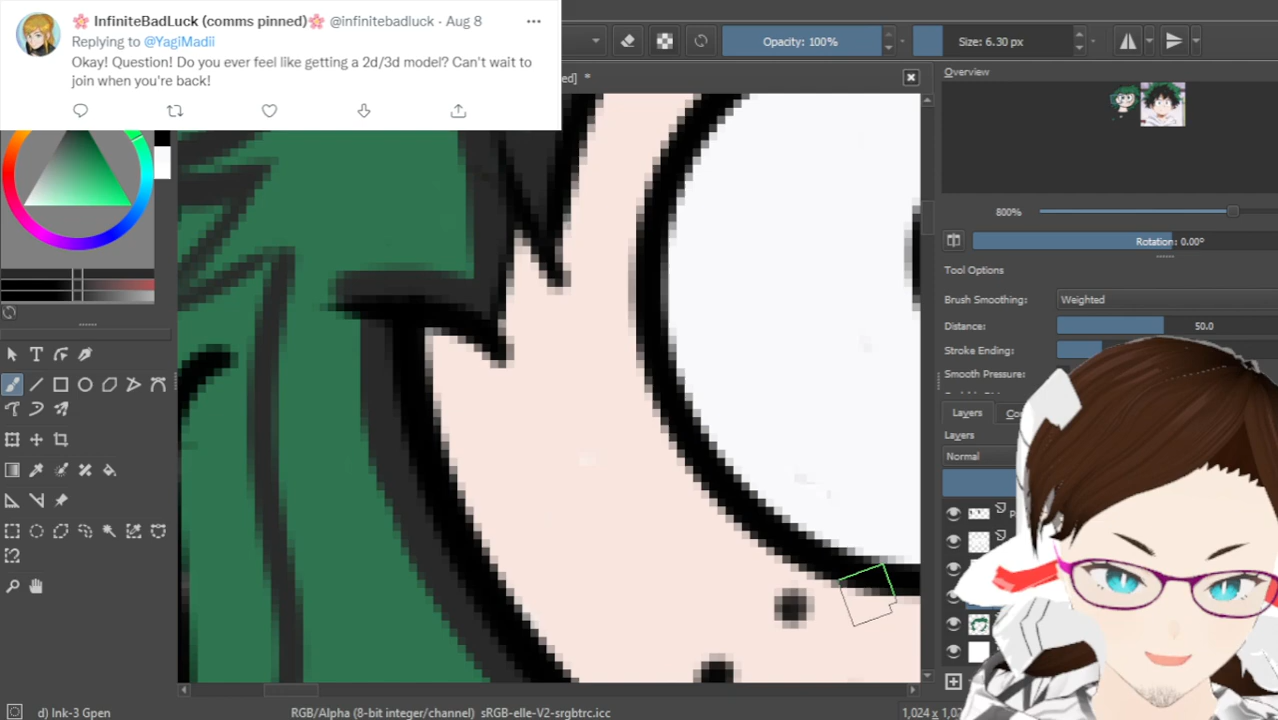 🌸 InfiniteBadLuck (comms pinned)🌸 @infinitebadluck · Aug 8
Replying to @YagiMadii
Okay! Question! Do you ever feel like getting a 2d/3d model? Can't wait to
join when you're back!
Opacity: 100%
Size: 6.30 px
ed] *
Overview
800%
Rotation: 0.00°
Tool Options
Brush Smoothing:
Weighted
Distance:
50.0
Stroke Ending:
Smooth Pressure:
Layers
Layers
Normal
d) Ink-3 Gpen
RGB/Alpha (8-bit integer/channel) sRGB-elle-V2-srgbtrc.icc